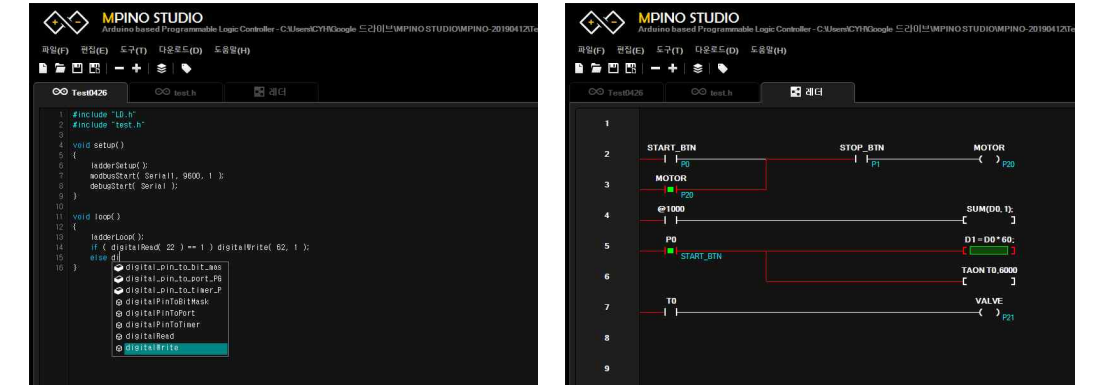 MPINO STUDIO
Arduino based Programmable Logic Controller - C:\Users\CYH\Google 드라이브\MPINO STUDIO\MPINO-20190412\Te
파일(F) 편집(E) 도구(T) 다운로드(D) 도움말(H)
Test0426 test.h 레더
1 #include "LD.h"
2 #include "test.h"
3
4 void setup()
5 {
6 ladderSetup();
7 modbusStart( Serial1, 9600, 1 );
8 debugStart( Serial );
9 }
10
11 void loop()
12 {
13 ladderLoop();
14 if ( digitalRead( 22 ) == 1 ) digitalWrite( 62, 1 );
15 else di
16 }
digital_pin_to_bit_mas
digital_pin_to_port_PG
digital_pin_to_timer_P
digitalPinToBitMask
digitalPinToPort
digitalPinToTimer
digitalRead
digitalWrite
MPINO STUDIO
Arduino based Programmable Logic Controller - C:\Users\CYH\Google 드라이브\MPINO STUDIO\MPINO-20190412\Te
파일(F) 편집(E) 도구(T) 다운로드(D) 도움말(H)
Test0426 test.h 레더
1
START_BTN STOP_BTN MOTOR
2
P0 P1 P20
MOTOR
3
P20
@1000 SUM(D0, 1);
4
P0 D1 = D0 * 60;
5
START_BTN
TAON T0,6000
6
T0 VALVE
7
P21
8
9